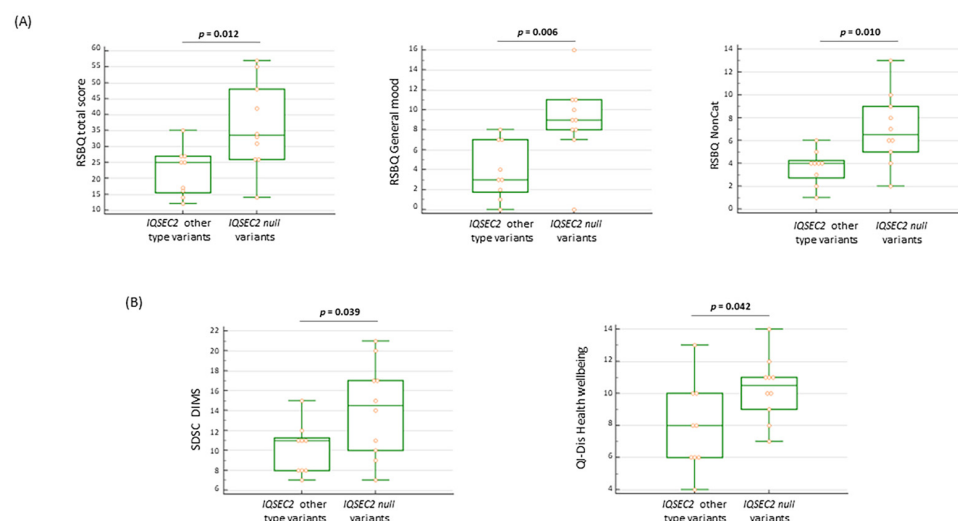 (A)
p = 0.012
RSBQ total score
60
55
50
45
40
35
30
25
20
15
10
IQSEC2 other type variants
IQSEC2 null variants
p = 0.006
RSBQ General mood
16
14
12
10
8
6
4
2
0
IQSEC2 other type variants
IQSEC2 null variants
p = 0.010
RSBQ NonCat
14
12
10
8
6
4
2
0
IQSEC2 other type variants
IQSEC2 null variants
(B)
p = 0.039
SDSC DIMS
22
20
18
16
14
12
10
8
6
IQSEC2 other type variants
IQSEC2 null variants
p = 0.042
QI-Dis Health wellbeing
14
12
10
8
6
4
IQSEC2 other type variants
IQSEC2 null variants